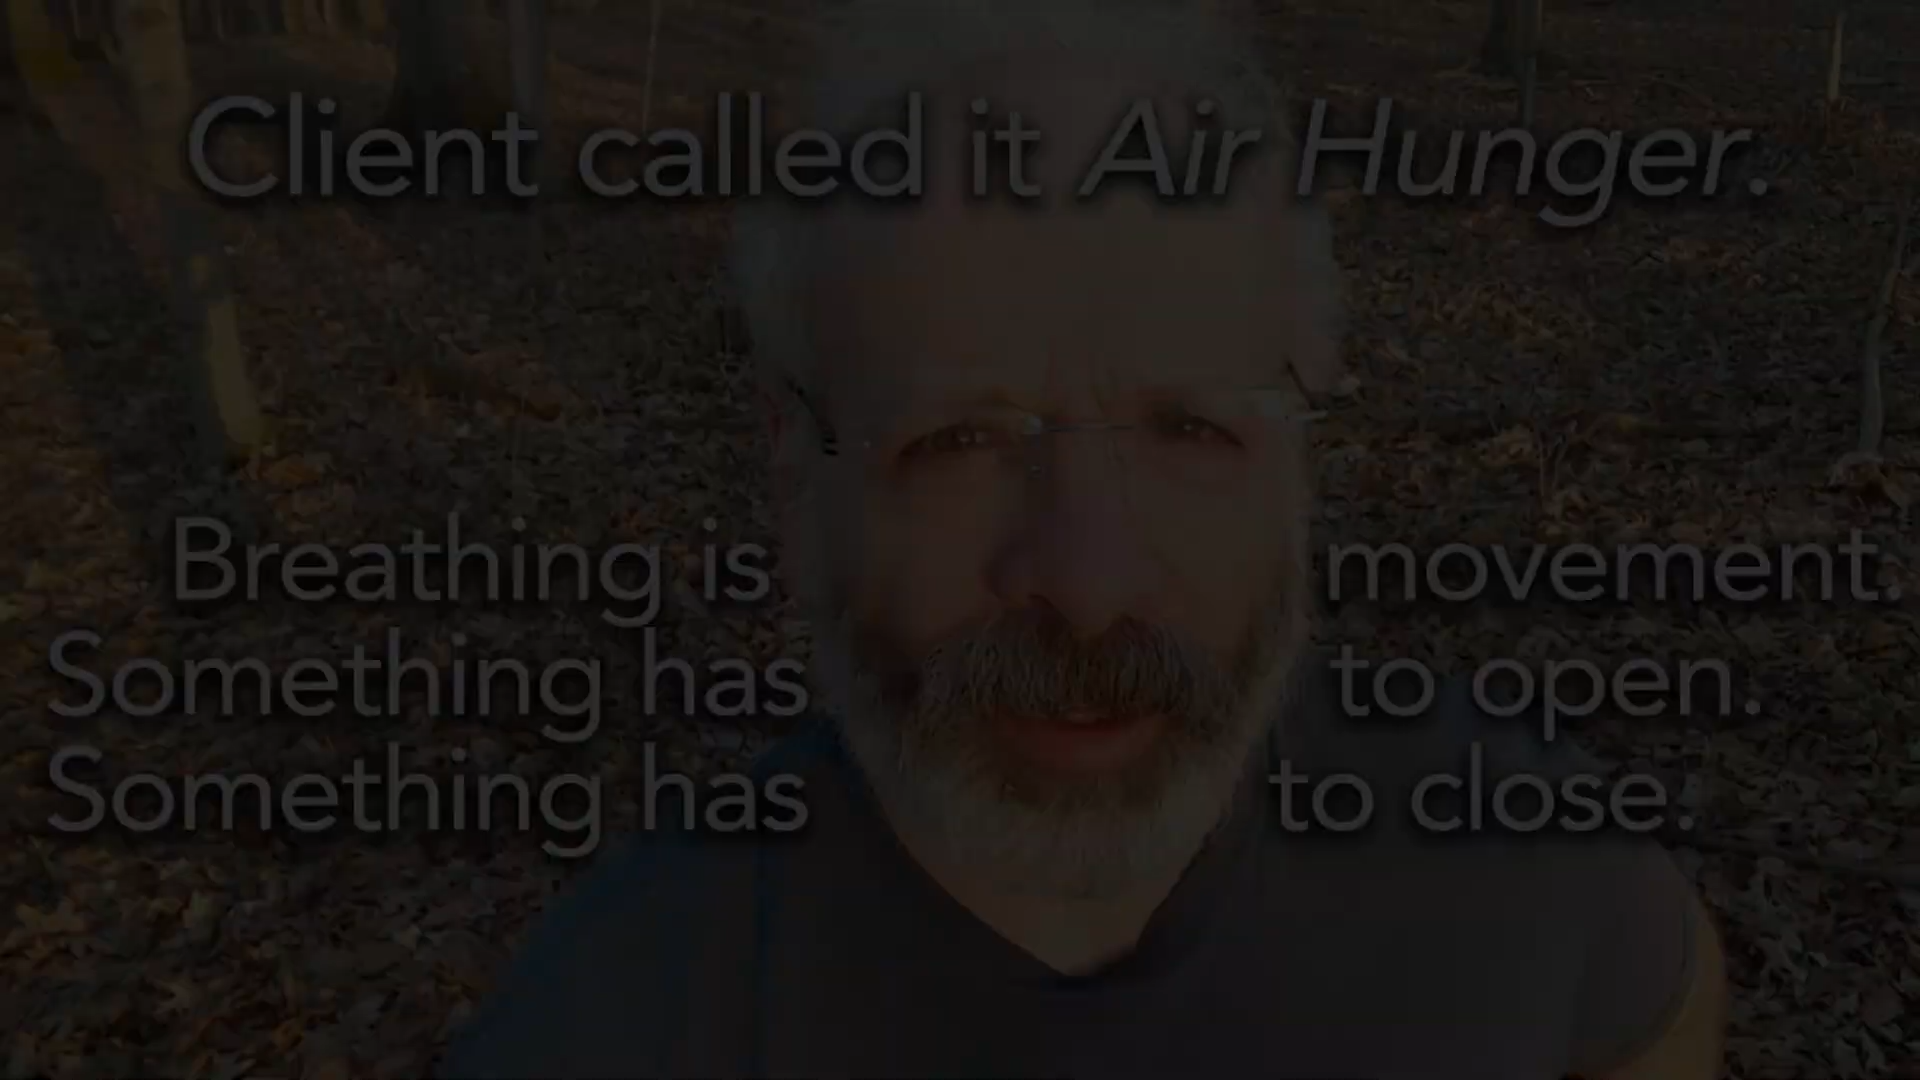 Client called it Air Hunger.
Breathing is movement.
Something has to open.
Something has to close.